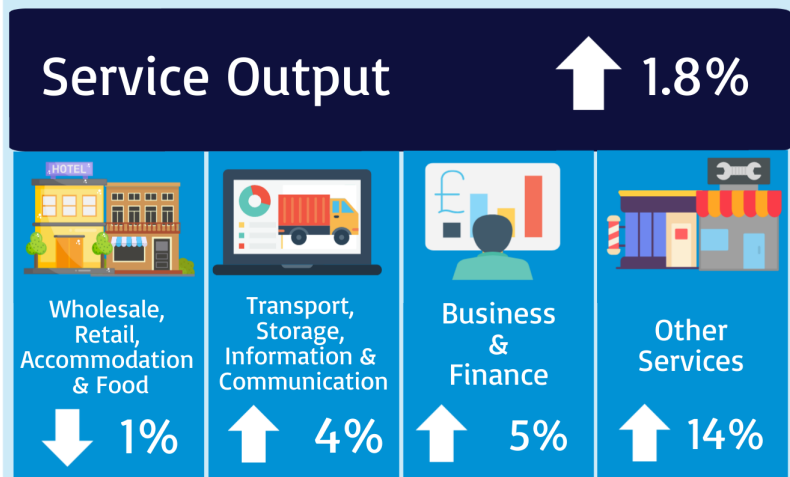 Service Output
1.8%
HOTEL
£
Wholesale,
Retail,
Accommodation
& Food
1%
Transport,
Storage,
Information &
Communication
4%
Business
&
Finance
5%
Other
Services
14%